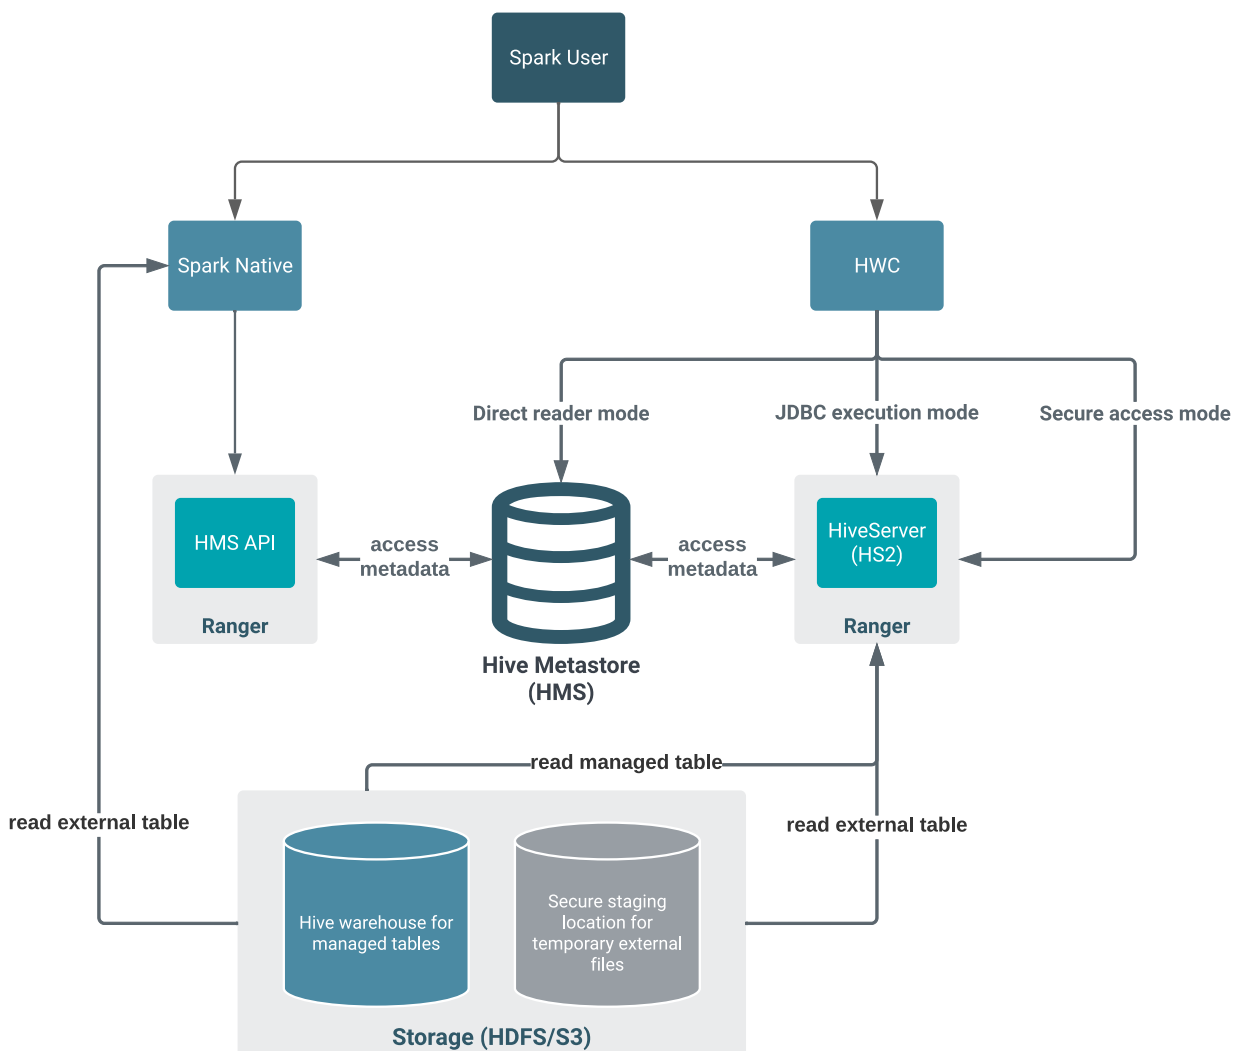 Spark User
Spark Native
HWC
Direct reader mode
JDBC execution mode
Secure access mode
HMS API
access
metadata
access
metadata
HiveServer
(HS2)
Ranger
Ranger
Hive Metastore
(HMS)
read managed table
read external table
read external table
Hive warehouse for
managed tables
Secure staging
location for
temporary external
files
Storage (HDFS/S3)